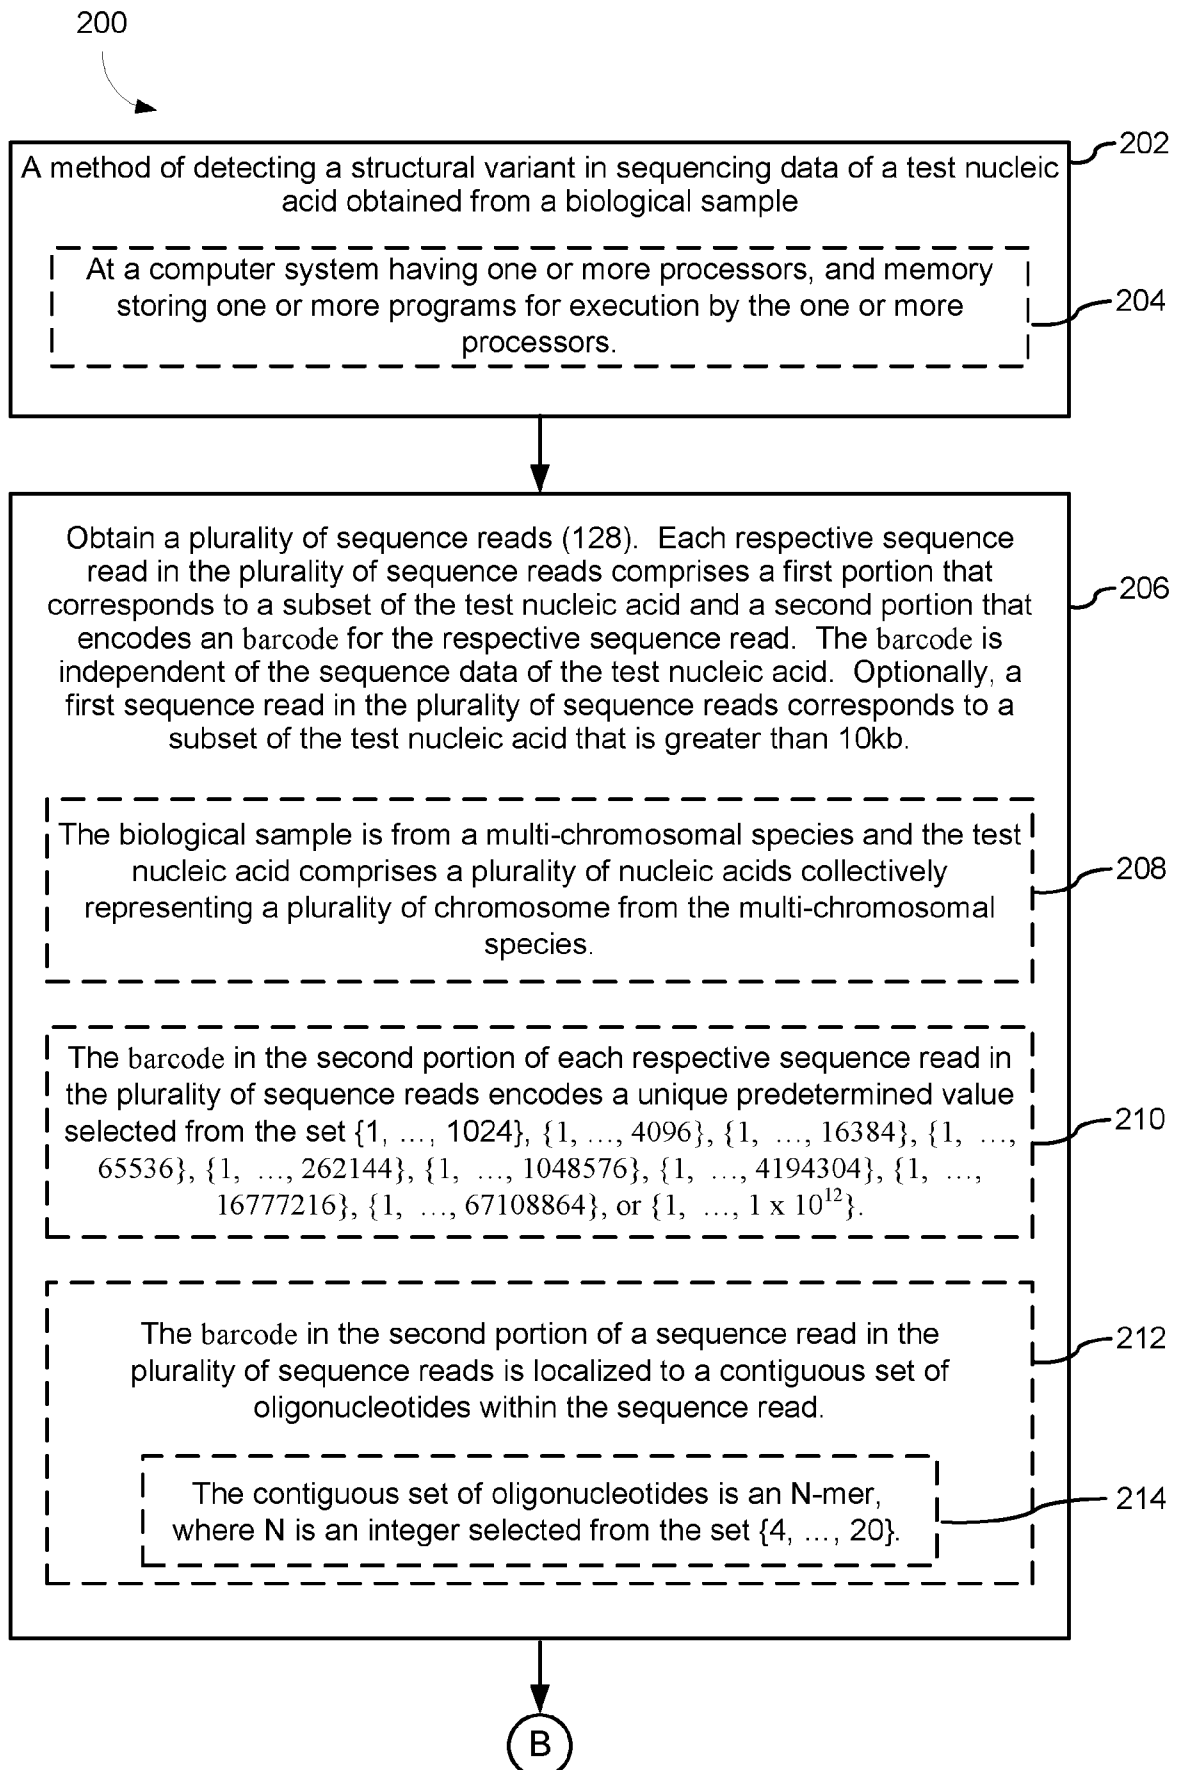 200
202
A method of detecting a structural variant in sequencing data of a test nucleic
acid obtained from a biological sample
At a computer system having one or more processors, and memory
storing one or more programs for execution by the one or more
processors.
204
Obtain a plurality of sequence reads (128).  Each respective sequence
read in the plurality of sequence reads comprises a first portion that
corresponds to a subset of the test nucleic acid and a second portion that
encodes an barcode for the respective sequence read.  The barcode is
independent of the sequence data of the test nucleic acid.  Optionally, a
first sequence read in the plurality of sequence reads corresponds to a
subset of the test nucleic acid that is greater than 10kb.
206
The biological sample is from a multi-chromosomal species and the test
nucleic acid comprises a plurality of nucleic acids collectively
representing a plurality of chromosome from the multi-chromosomal
species.
208
The barcode in the second portion of each respective sequence read in
the plurality of sequence reads encodes a unique predetermined value
selected from the set {1, ..., 1024}, {1, ..., 4096}, {1, ..., 16384}, {1, ...,
65536}, {1, ..., 262144}, {1, ..., 1048576}, {1, ..., 4194304}, {1, ...,
16777216}, {1, ..., 67108864}, or {1, ..., 1 x 10¹²}.
210
The barcode in the second portion of a sequence read in the
plurality of sequence reads is localized to a contiguous set of
oligonucleotides within the sequence read.
212
The contiguous set of oligonucleotides is an N-mer,
where N is an integer selected from the set {4, ..., 20}.
214
B